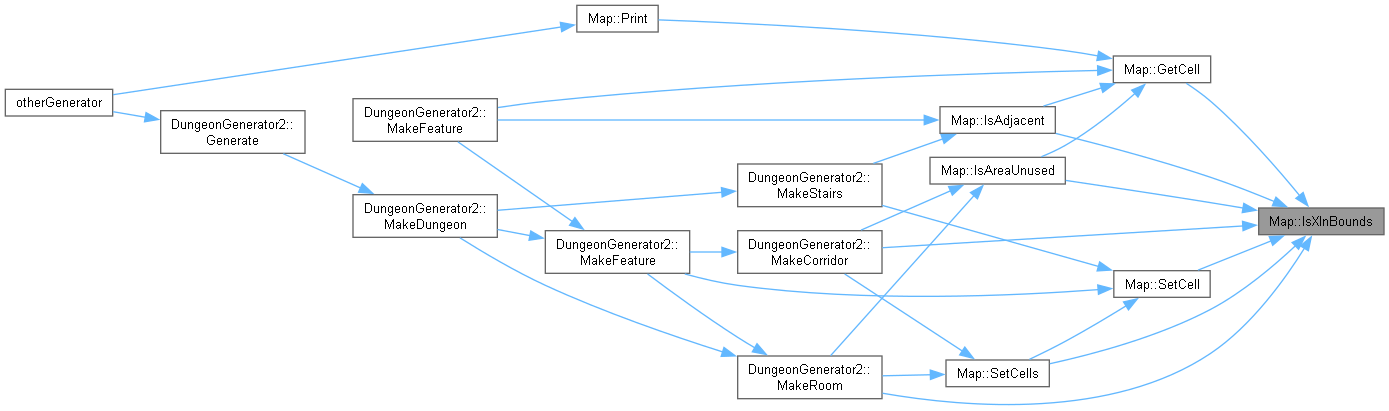 Map::Print
Map::GetCell
otherGenerator
DungeonGenerator2::
Generate
DungeonGenerator2::
MakeFeature
Map::IsAdjacent
Map::IsAreaUnused
DungeonGenerator2::
MakeStairs
DungeonGenerator2::
MakeDungeon
Map::IsXInBounds
DungeonGenerator2::
MakeFeature
DungeonGenerator2::
MakeCorridor
Map::SetCell
DungeonGenerator2::
MakeRoom
Map::SetCells